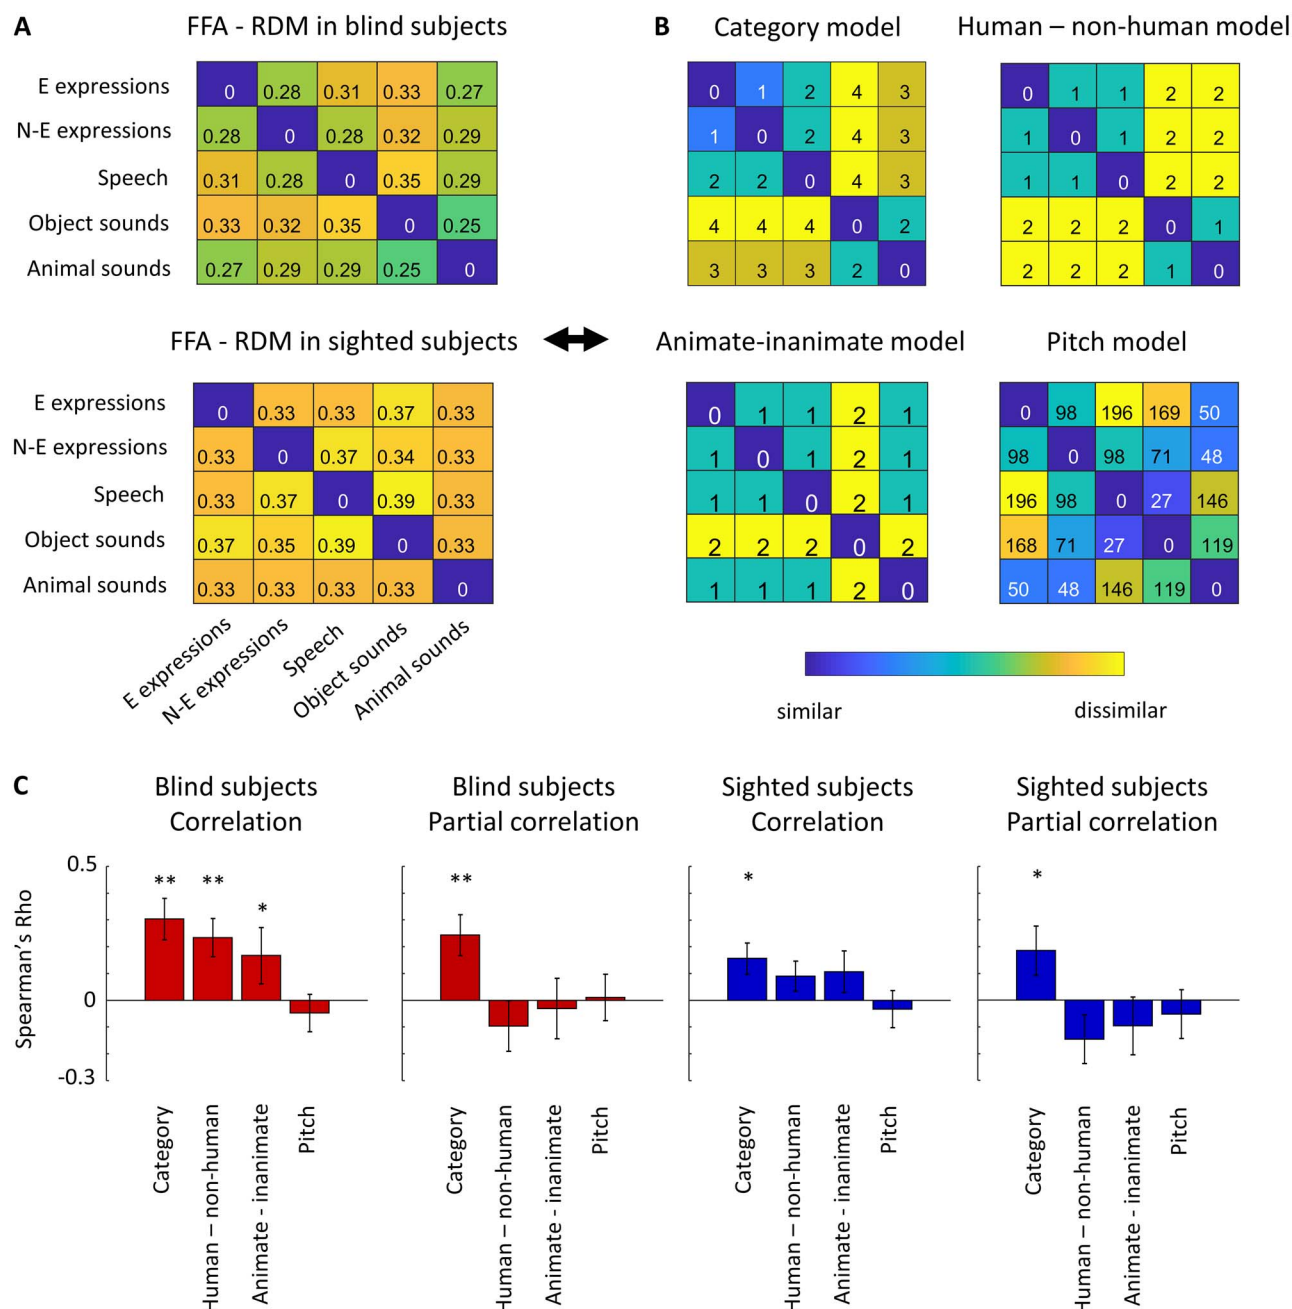 A FFA - RDM in blind subjects
E expressions 0 0.28 0.31 0.33 0.27
N-E expressions 0.28 0 0.28 0.32 0.29
Speech 0.31 0.28 0 0.35 0.29
Object sounds 0.33 0.32 0.35 0 0.25
Animal sounds 0.27 0.29 0.29 0.25 0
B Category model
0 1 2 4 3
1 0 2 4 3
2 2 0 4 3
4 4 4 0 2
3 3 3 2 0
Human – non-human model
0 1 1 2 2
1 0 1 2 2
1 1 0 2 2
2 2 2 0 1
2 2 2 1 0
FFA - RDM in sighted subjects
E expressions 0 0.33 0.33 0.37 0.33
N-E expressions 0.33 0 0.37 0.34 0.33
Speech 0.33 0.37 0 0.39 0.33
Object sounds 0.37 0.35 0.39 0 0.33
Animal sounds 0.33 0.33 0.33 0.33 0
E expressions
N-E expressions
Speech
Object sounds
Animal sounds
Animate-inanimate model
0 1 1 2 1
1 0 1 2 1
1 1 0 2 1
2 2 2 0 2
1 1 1 2 0
Pitch model
0 98 196 169 50
98 0 98 71 48
196 98 0 27 146
168 71 27 0 119
50 48 146 119 0
similar dissimilar
C Blind subjects
Correlation
Blind subjects
Partial correlation
Sighted subjects
Correlation
Sighted subjects
Partial correlation
Spearman's Rho
0.5
0
-0.3
** ** *
**
*
*
Category
Human – non-human
Animate - inanimate
Pitch
Category
Human – non-human
Animate - inanimate
Pitch
Category
Human – non-human
Animate - inanimate
Pitch
Category
Human – non-human
Animate - inanimate
Pitch